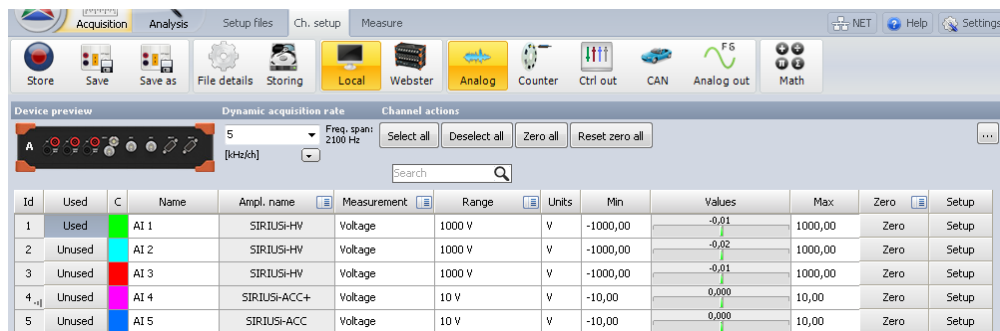 Acquisition Analysis Setup files Ch. setup Measure NET Help Settings
Store Save Save as File details Storing Local Webster Analog Counter Ctrl out CAN Analog out Math
Device preview Dynamic acquisition rate Channel actions
A 5 Freq. span: Select all Deselect all Zero all Reset zero all ...
2100 Hz
[kHz/ch]
Search
Id Used C Name Ampl. name Measurement Range Units Min Values Max Zero Setup
1 Used AI 1 SIRIUSi-HV Voltage 1000 V V -1000,00 -0,01 1000,00 Zero Setup
2 Unused AI 2 SIRIUSi-HV Voltage 1000 V V -1000,00 -0,02 1000,00 Zero Setup
3 Unused AI 3 SIRIUSi-HV Voltage 1000 V V -1000,00 -0,01 1000,00 Zero Setup
4 Unused AI 4 SIRIUSi-ACC+ Voltage 10 V V -10,00 0,000 10,00 Zero Setup
5 Unused AI 5 SIRIUSi-ACC Voltage 10 V V -10,00 0,000 10,00 Zero Setup